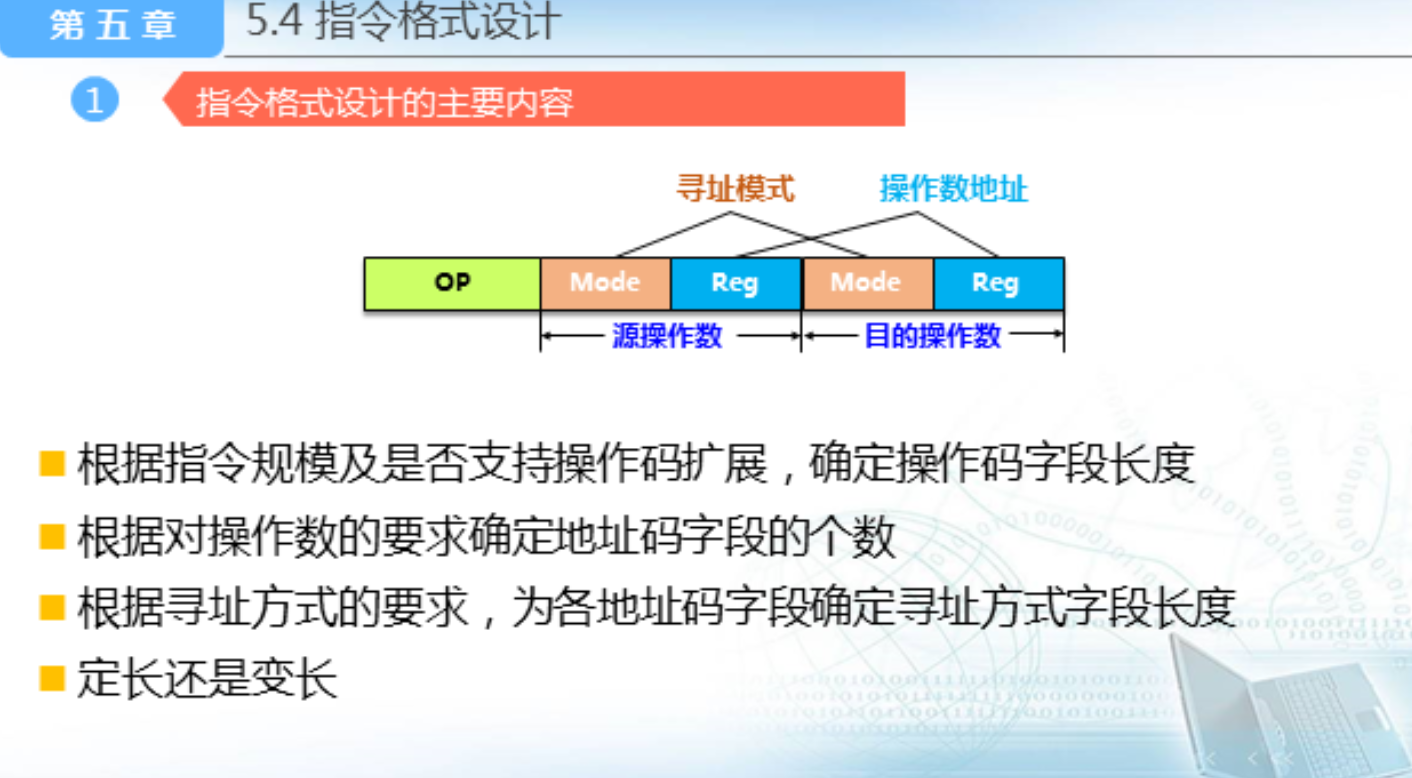 第五章
5.4 指令格式设计
1
指令格式设计的主要内容
寻址模式 操作数地址
OP Mode Reg Mode Reg
源操作数 目的操作数
根据指令规模及是否支持操作码扩展，确定操作码字段长度
根据对操作数的要求确定地址码字段的个数
根据寻址方式的要求，为各地址码字段确定寻址方式字段长度
定长还是变长